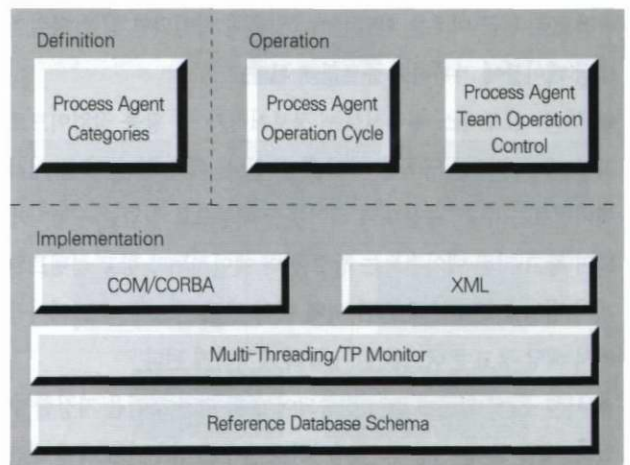 Definition
Operation
Process Agent
Categories
Process Agent
Operation Cycle
Process Agent
Team Operation
Control
Implementation
COM/CORBA
XML
Multi-Threading/TP Monitor
Reference Database Schema